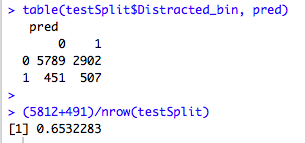 > table(testSplit$Distracted_bin, pred)
pred
0 1
0 5789 2902
1 451 507
>
> (5812+491)/nrow(testSplit)
[1] 0.6532283